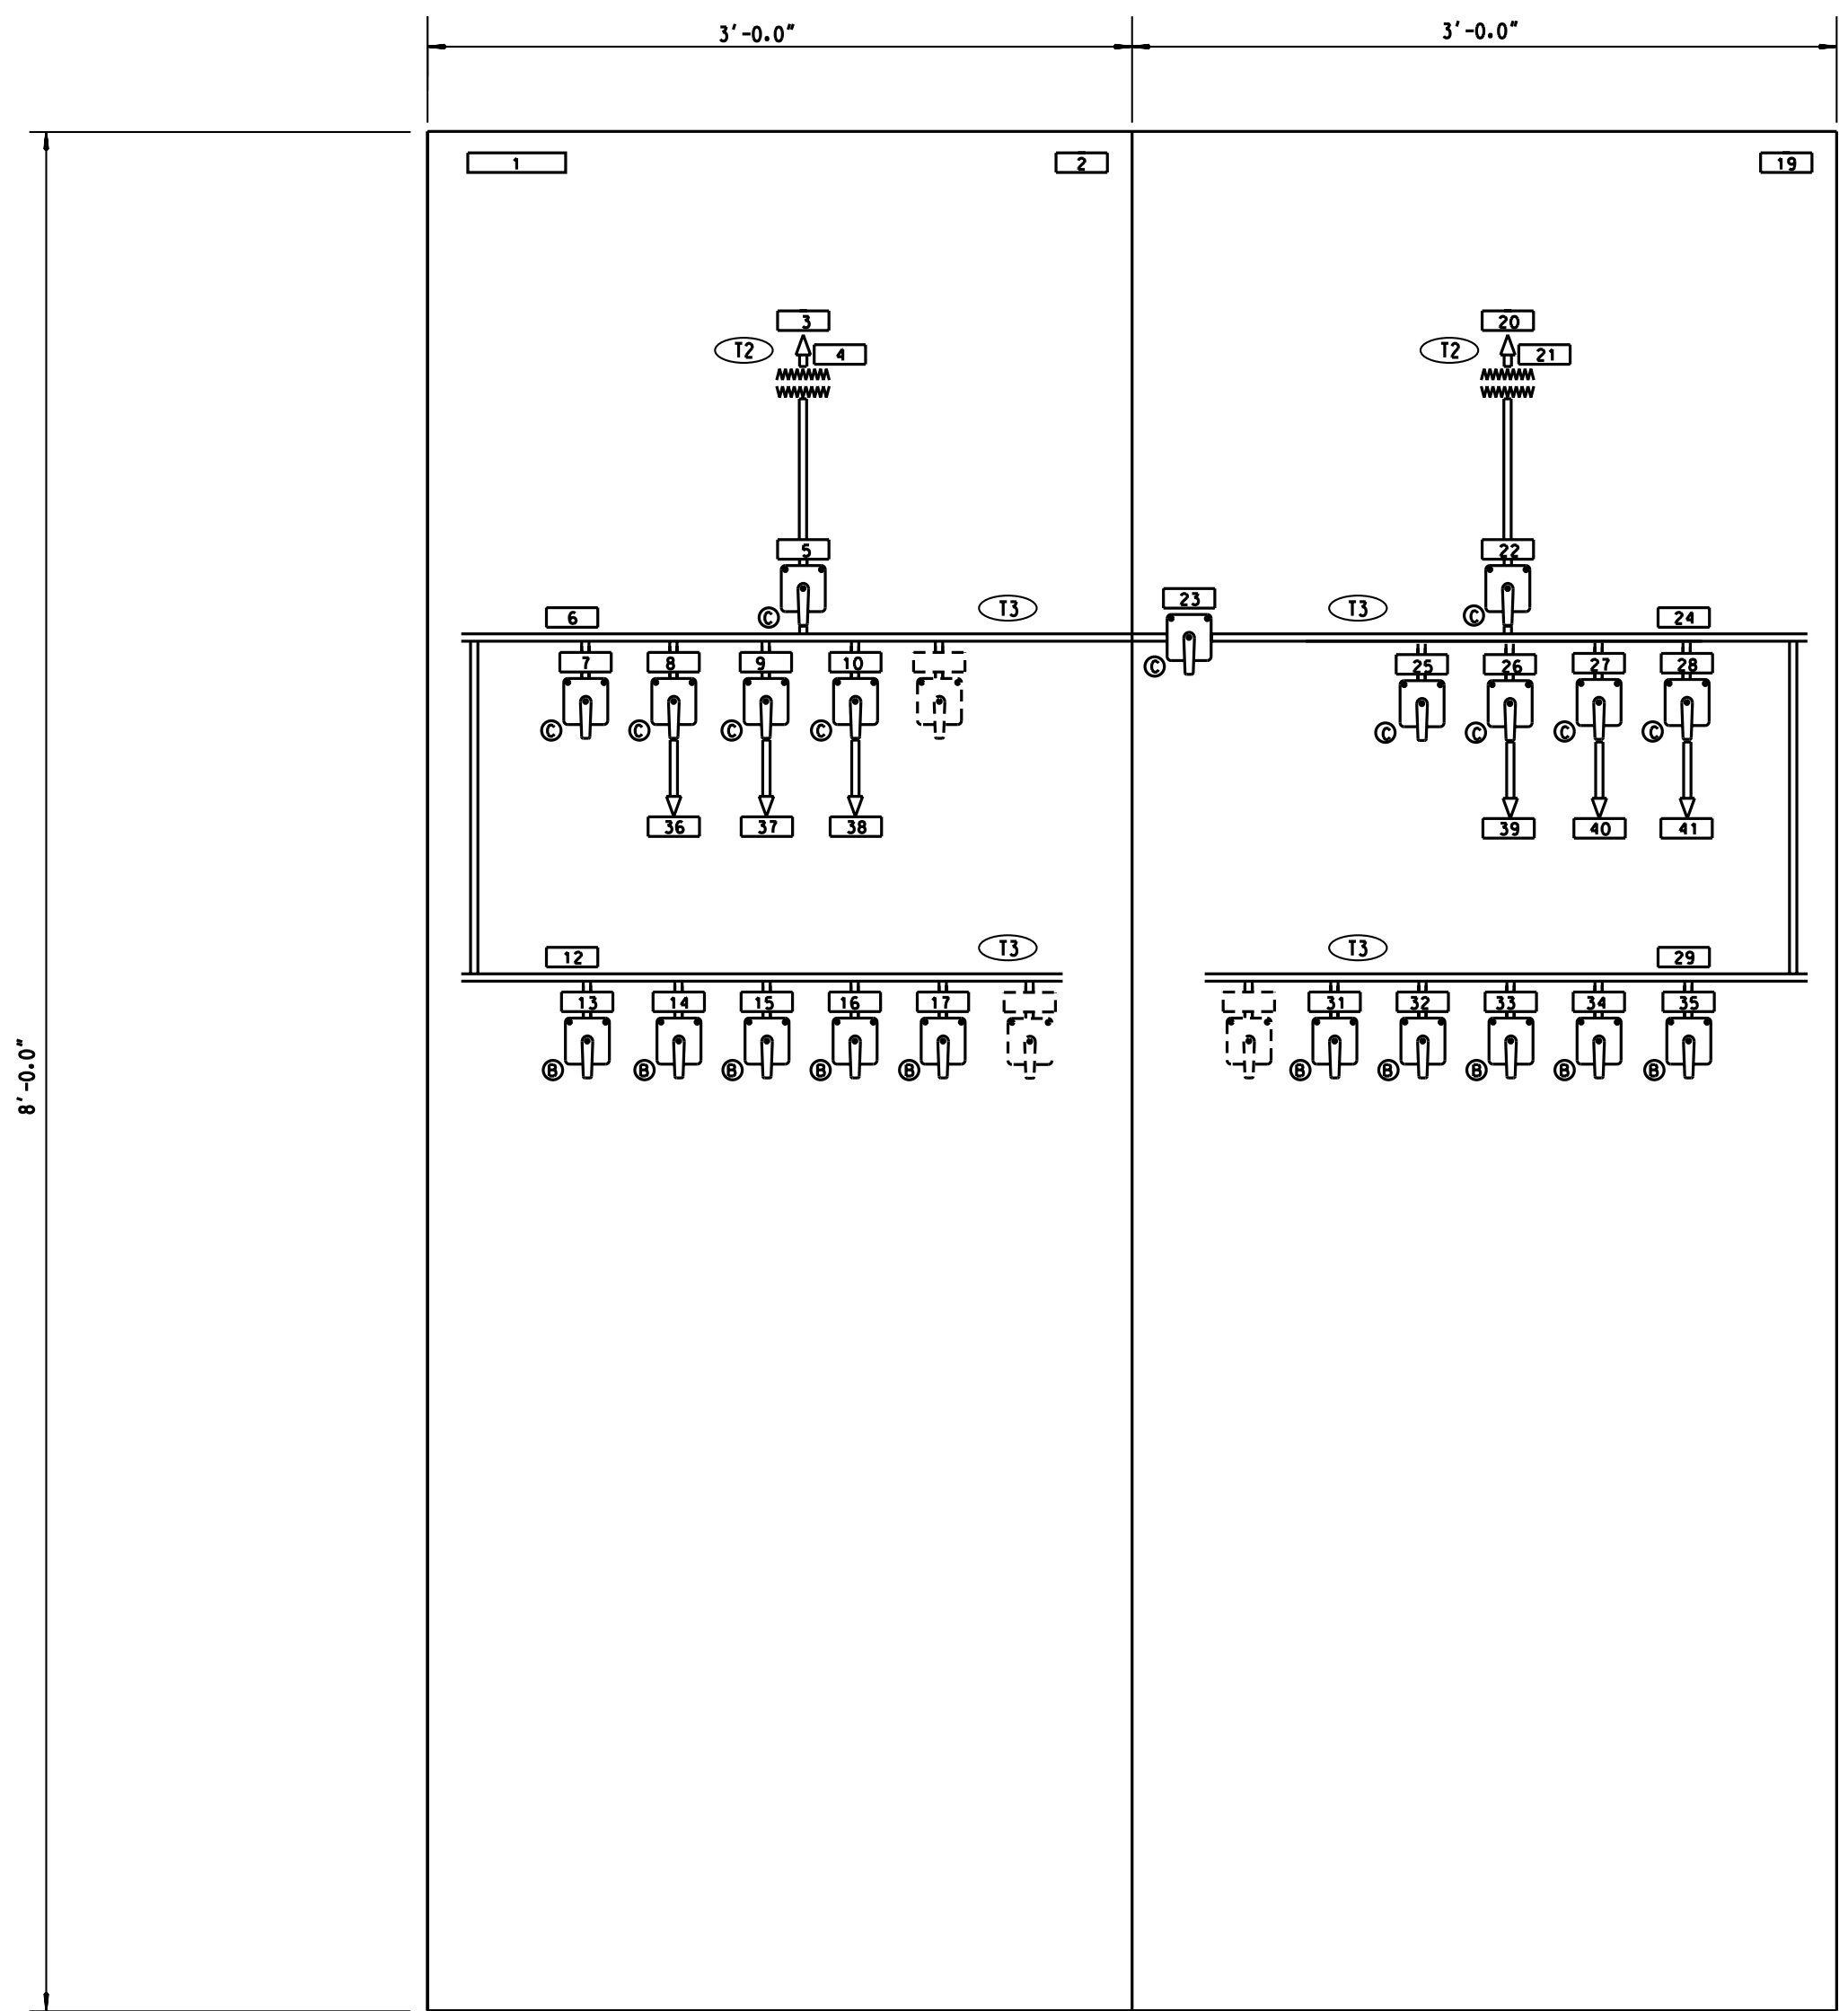 3'-0.0" 3'-0.0"
1 2 19
3 20
T2 4 T2 21
5 22
6 C T3 23 T3 C 24
7 8 9 10 C 25 26 27 28
C C C C C C C C
36 37 38 39 40 41
12 T3 T3 29
13 14 15 16 17 31 32 33 34 35
8'-0.0"
B B B B B B B B B B